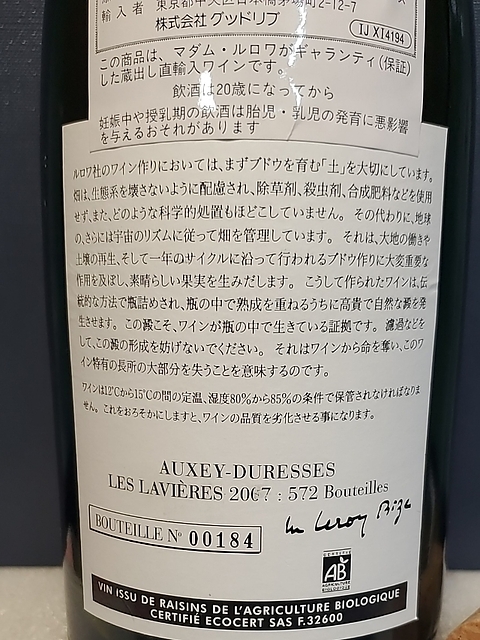 輸入者 東京都中央区日本橋茅場町2-12-7
株式会社 グッドリブ
IJ XI4194
この商品は、マダム・ルロワがギャランティ(保証)
した蔵出し直輸入ワインです。
飲酒は20歳になってから
妊娠中や授乳期の飲酒は胎児・乳児の発育に悪影響
を与えるおそれがあります
ルロワ社のワイン作りにおいては、まずブドウを育む「土」を大切にしています。
畑は、生態系を壊さないように配慮され、除草剤、殺虫剤、合成肥料などを使用
せず、また、どのような科学的処置もほどこしていません。その代わりに、地球
の、さらには宇宙のリズムに従って畑を管理しています。それは、大地の働きや
土壌の再生、そして一年のサイクルに沿って行われるブドウ作りに大変重要な
作用を及ぼし、素晴らしい果実を生みだします。こうして作られたワインは、伝
統的な方法で瓶詰めされ、瓶の中で熟成を重ねるうちに高貴で自然な澱を発
生させます。この澱こそ、ワインが瓶の中で生きている証拠です。濾過などを
して、この澱の形成を妨げないでください。それはワインから命を奪い、このワ
イン特有の長所の大部分を失うことを意味するのです。
ワインは12℃から15℃の間の定温、湿度80%から85%の条件で保管されなければなりま
せん。これをおろそかにしますと、ワインの品質を劣化させる事になります。
AUXEY-DURESSES
LES LAVIÈRES 2007 : 572 Bouteilles
BOUTEILLE N° 00184
Lm Leroy Bize
AB
AGRICULTURE
BIOLOGIQUE
VIN ISSU DE RAISINS DE L'AGRICULTURE BIOLOGIQUE
CERTIFIÉ ECOCERT SAS F.32600